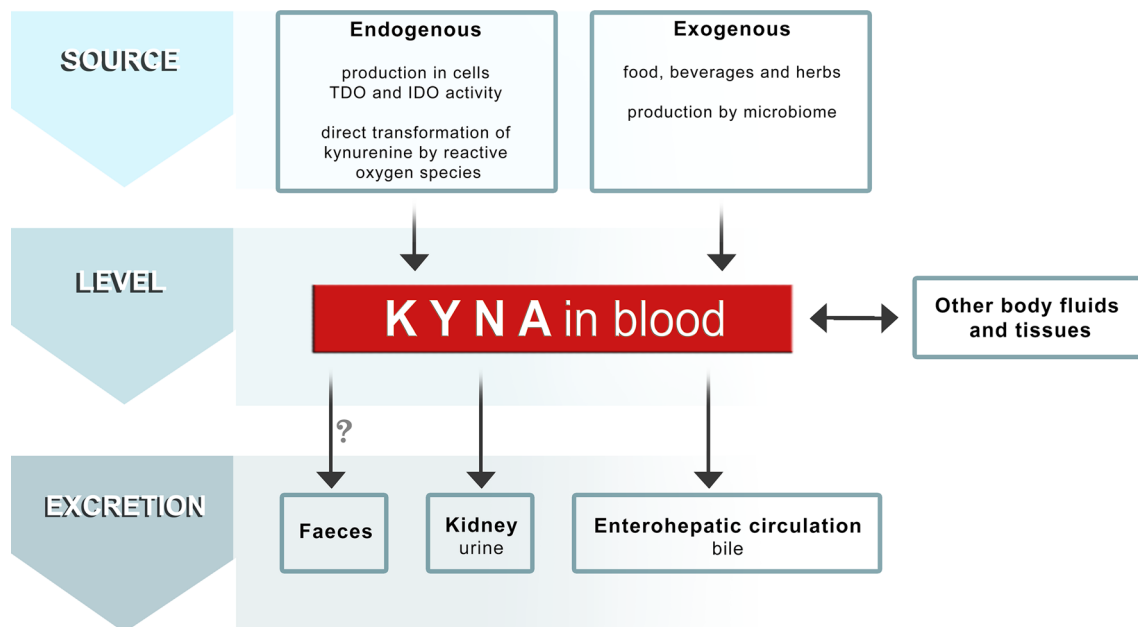 SOURCE
Endogenous
production in cells
TDO and IDO activity
direct transformation of
kynurenine by reactive
oxygen species
Exogenous
food, beverages and herbs
production by microbiome
LEVEL
KYNA in blood
Other body fluids
and tissues
?
EXCRETION
Faeces
Kidney
urine
Enterohepatic circulation
bile